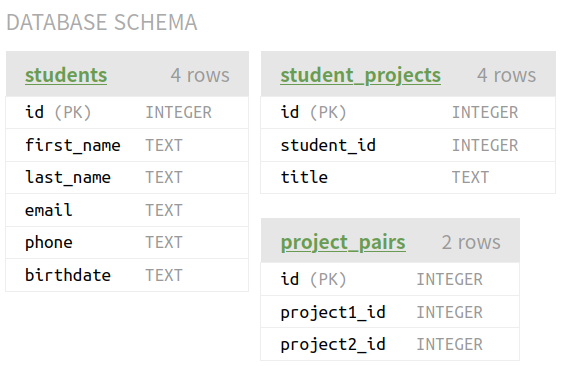 DATABASE SCHEMA
students 4 rows
id (PK) INTEGER
first_name TEXT
last_name TEXT
email TEXT
phone TEXT
birthdate TEXT
student_projects 4 rows
id (PK) INTEGER
student_id INTEGER
title TEXT
project_pairs 2 rows
id (PK) INTEGER
project1_id INTEGER
project2_id INTEGER